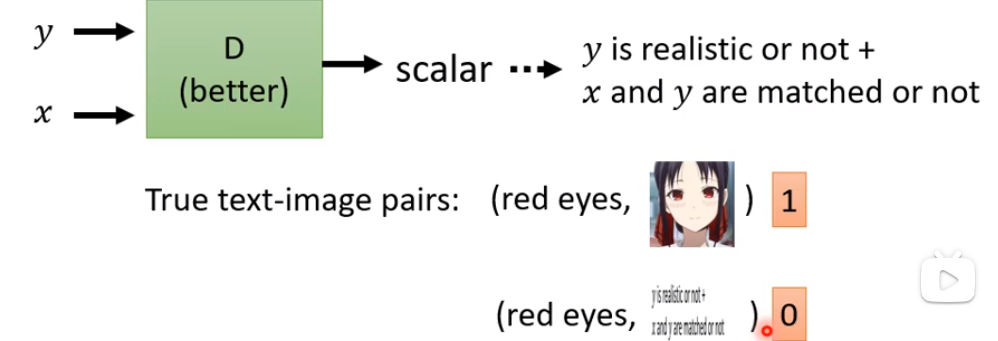 y
D
(better)
scalar
y is realistic or not +
x and y are matched or not
x
True text-image pairs: (red eyes, ) 1
(red eyes, y is realistic or not +
x and y are matched or not ) 0